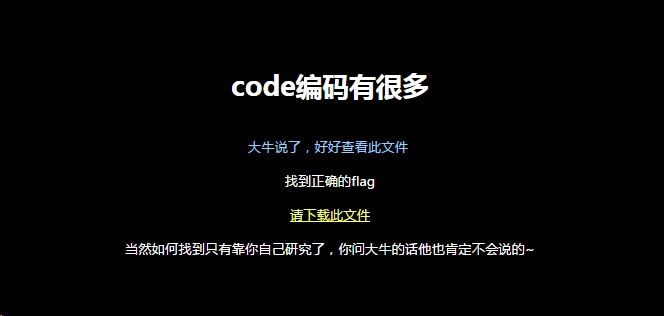 code编码有很多
大牛说了，好好查看此文件
找到正确的flag
请下载此文件
当然如何找到只有靠你自己研究了，你问大牛的话他也肯定不会说的~